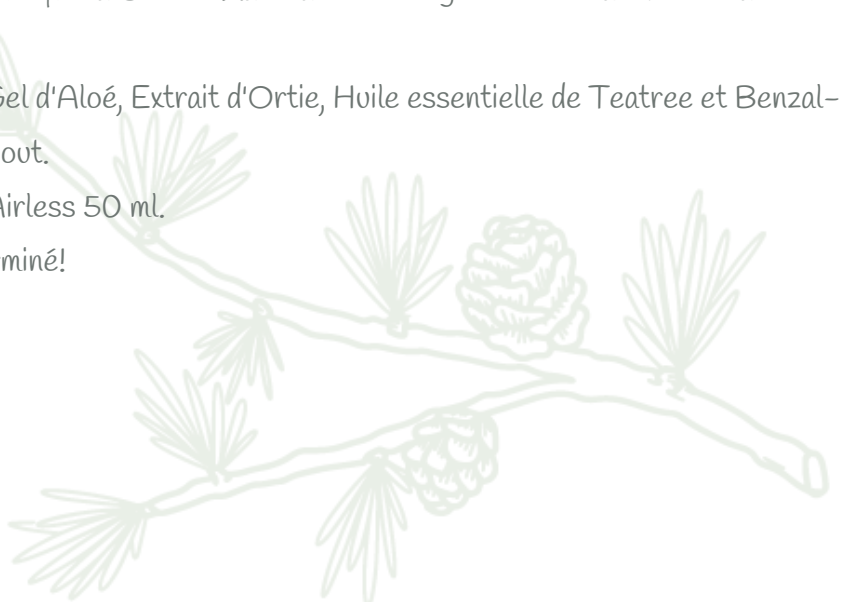 Gel d'Aloé, Extrait d'Ortie, Huile essentielle de Teatree et Benzal-
out.
Airless 50 ml.
miné!